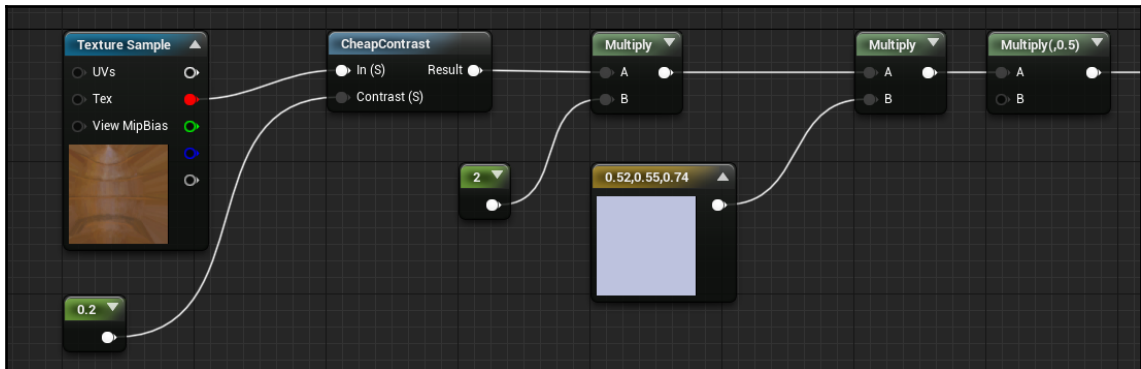 Texture Sample
UVs
Tex
View MipBias
0.2
CheapContrast
In (S) Result
Contrast (S)
2
Multiply
A
B
0.52,0.55,0.74
Multiply
A
B
Multiply(,0.5)
A
B